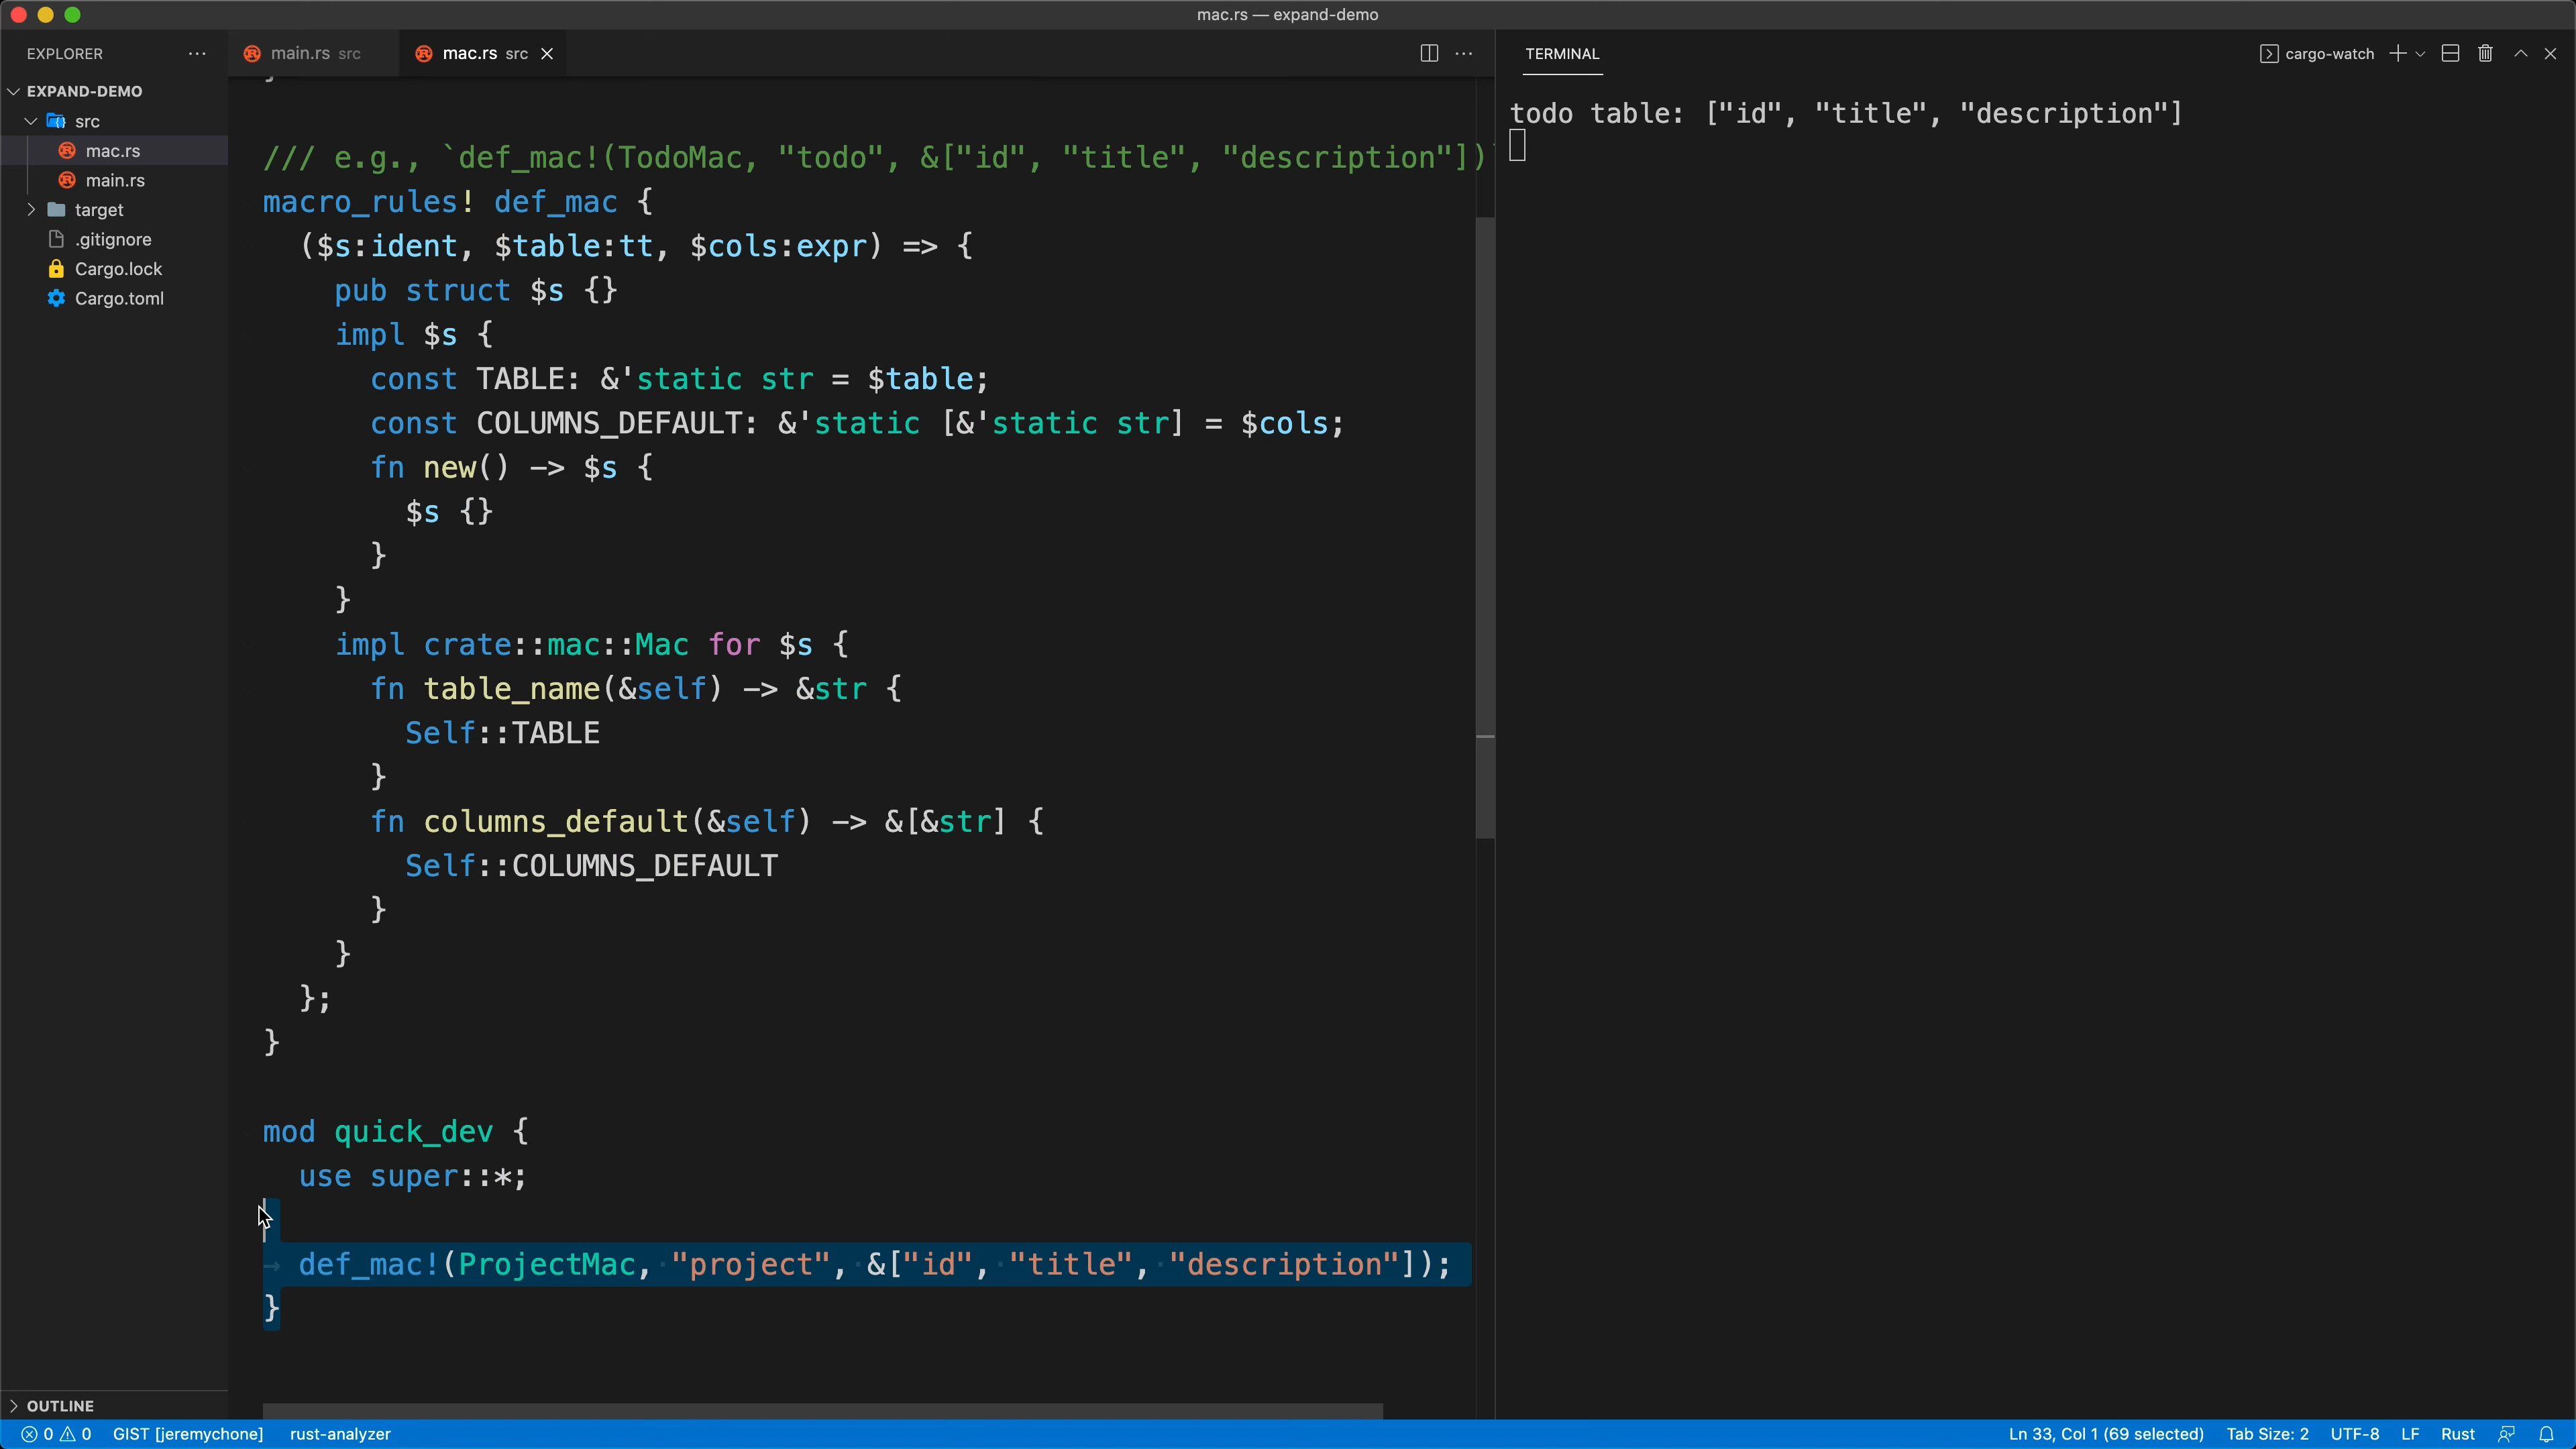 mac.rs — expand-demo
EXPLORER
main.rs src
mac.rs src
TERMINAL
cargo-watch
EXPAND-DEMO
src
mac.rs
main.rs
target
.gitignore
Cargo.lock
Cargo.toml
}
/// e.g., `def_mac!(TodoMac, "todo", &["id", "title", "description"])`
macro_rules! def_mac {
($s:ident, $table:tt, $cols:expr) => {
pub struct $s {}
impl $s {
const TABLE: &'static str = $table;
const COLUMNS_DEFAULT: &'static [&'static str] = $cols;
fn new() -> $s {
$s {}
}
}
impl crate::mac::Mac for $s {
fn table_name(&self) -> &str {
Self::TABLE
}
fn columns_default(&self) -> &[&str] {
Self::COLUMNS_DEFAULT
}
}
};
}
mod quick_dev {
use super::*;
def_mac!(ProjectMac, "project", &["id", "title", "description"]);
}
todo table: ["id", "title", "description"]
OUTLINE
0 0 GIST [jeremychone] rust-analyzer
Ln 33, Col 1 (69 selected) Tab Size: 2 UTF-8 LF Rust